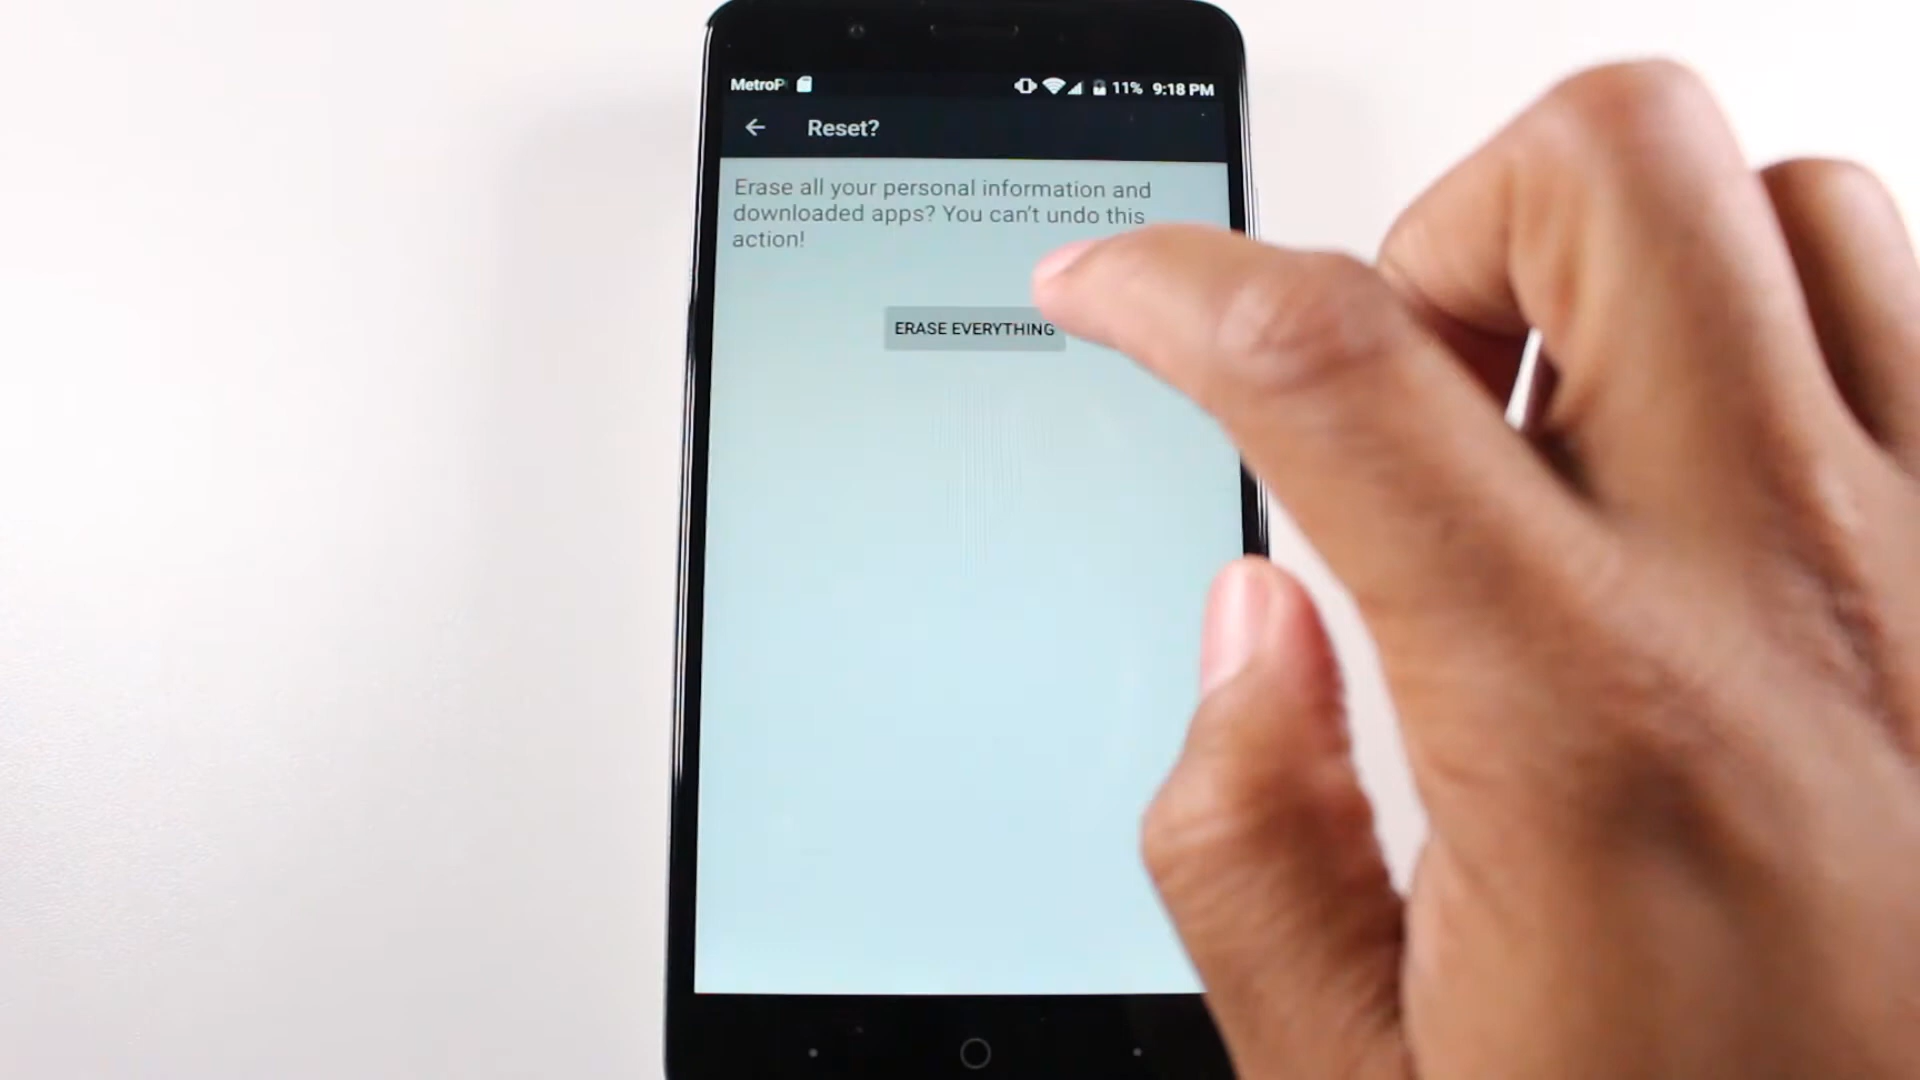 MetroP 11% 9:18 PM
Reset?
Erase all your personal information and
downloaded apps? You can't undo this
action!
ERASE EVERYTHING